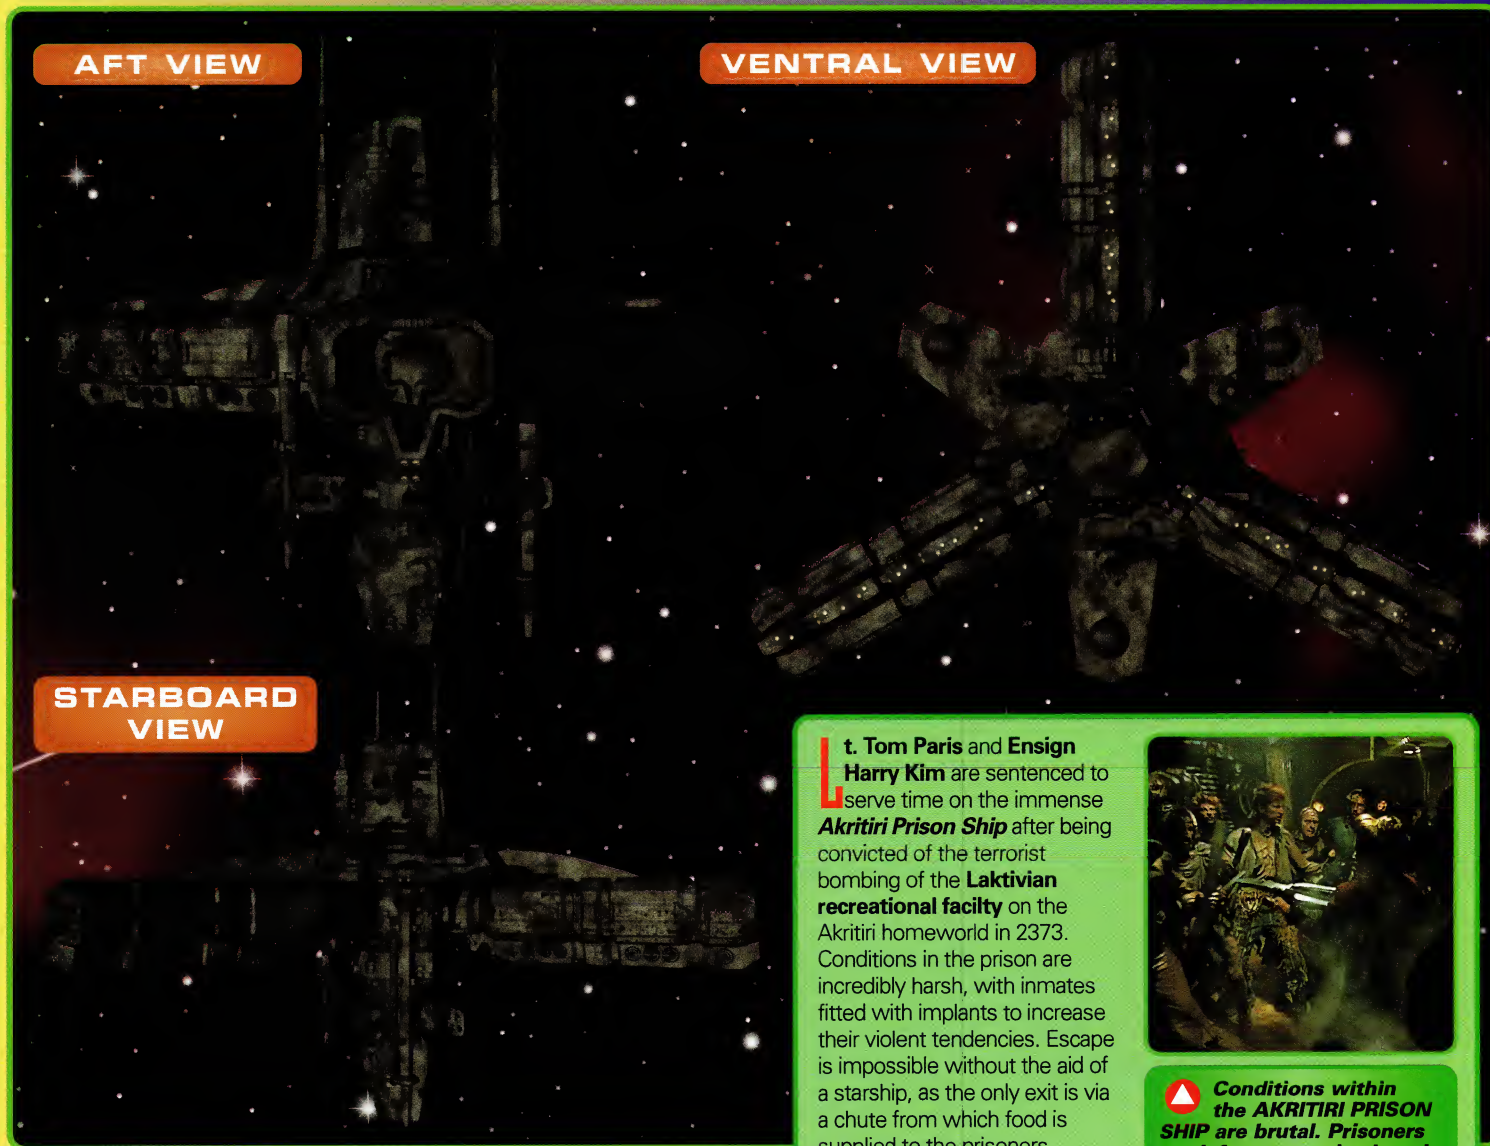 AFT VIEW
VENTRAL VIEW
STARBOARD
VIEW
Lt. Tom Paris and Ensign
Harry Kim are sentenced to
serve time on the immense
Akritiri Prison Ship after being
convicted of the terrorist
bombing of the Laktivian
recreational facilty on the
Akritiri homeworld in 2373.
Conditions in the prison are
incredibly harsh, with inmates
fitted with implants to increase
their violent tendencies. Escape
is impossible without the aid of
a starship, as the only exit is via
a chute from which food is
supplied to the prisoners
Conditions within
the AKRITIRI PRISON
SHIP are brutal. Prisoners